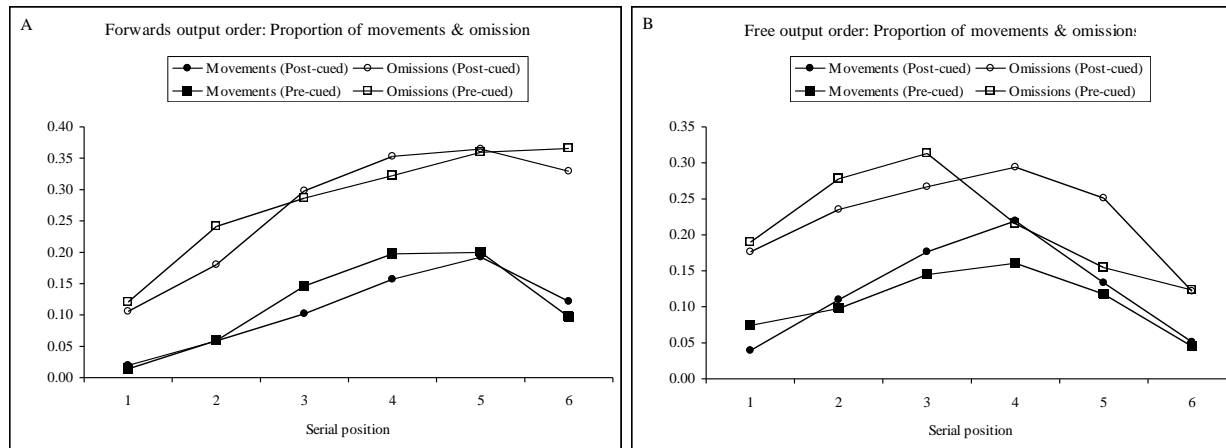 A
Forwards output order: Proportion of movements & omission
Movements (Post-cued) Omissions (Post-cued)
Movements (Pre-cued) Omissions (Pre-cued)
0.40
0.35
0.30
0.25
0.20
0.15
0.10
0.05
0.00
1 2 3 4 5 6
Serial position
B
Free output order: Proportion of movements & omissions
Movements (Post-cued) Omissions (Post-cued)
Movements (Pre-cued) Omissions (Pre-cued)
0.35
0.30
0.25
0.20
0.15
0.10
0.05
0.00
1 2 3 4 5 6
Serial position